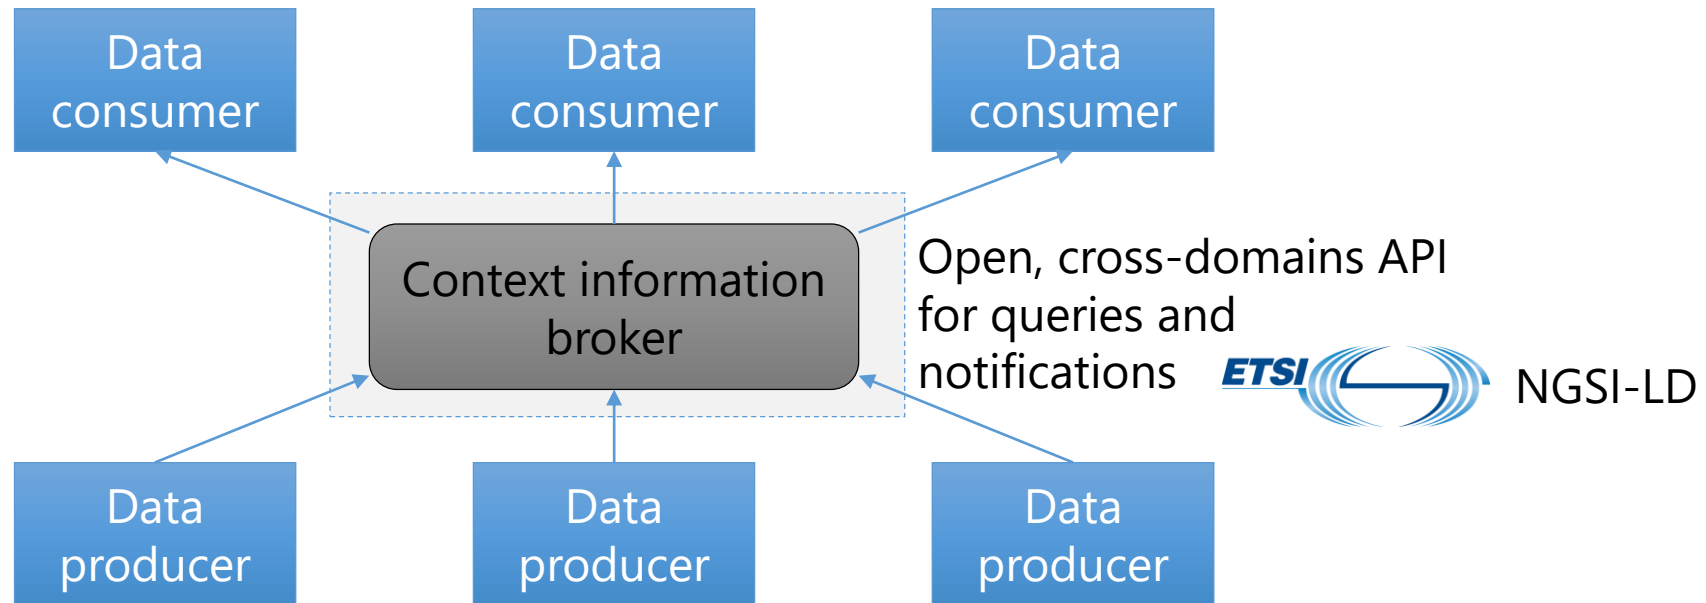 Data
consumer
Data
consumer
Data
consumer
Context information
broker
Open, cross-domains API
for queries and
notifications
ETSI
NGSI-LD
Data
producer
Data
producer
Data
producer